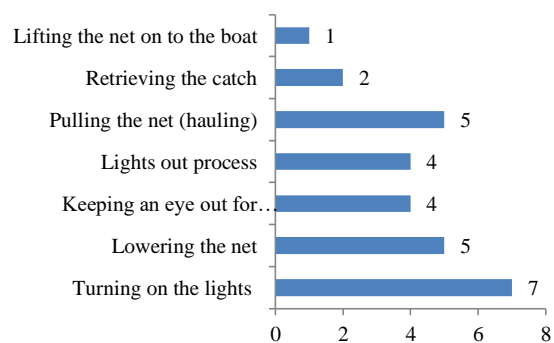 Lifting the net on to the boat 1
Retrieving the catch 2
Pulling the net (hauling) 5
Lights out process 4
Keeping an eye out for… 4
Lowering the net 5
Turning on the lights 7
0 2 4 6 8